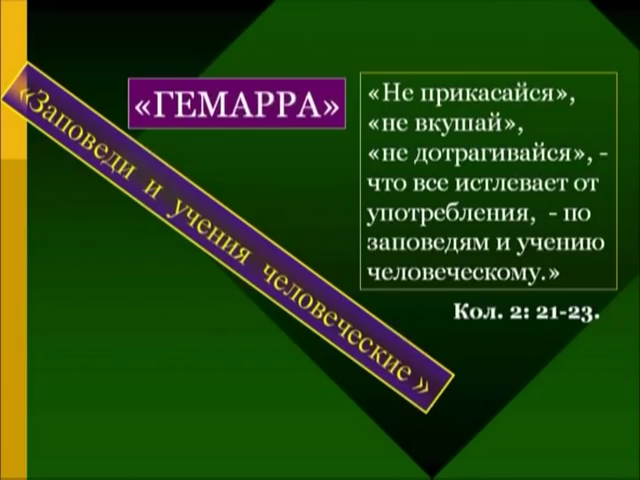 «ГЕМАРРА»
«Заповеди и учения человеческие »
«Не прикасайся»,
«не вкушай»,
«не дотрагивайся», -
что все истлевает от
употребления, - по
заповедям и учению
человеческому.»
Кол. 2: 21-23.